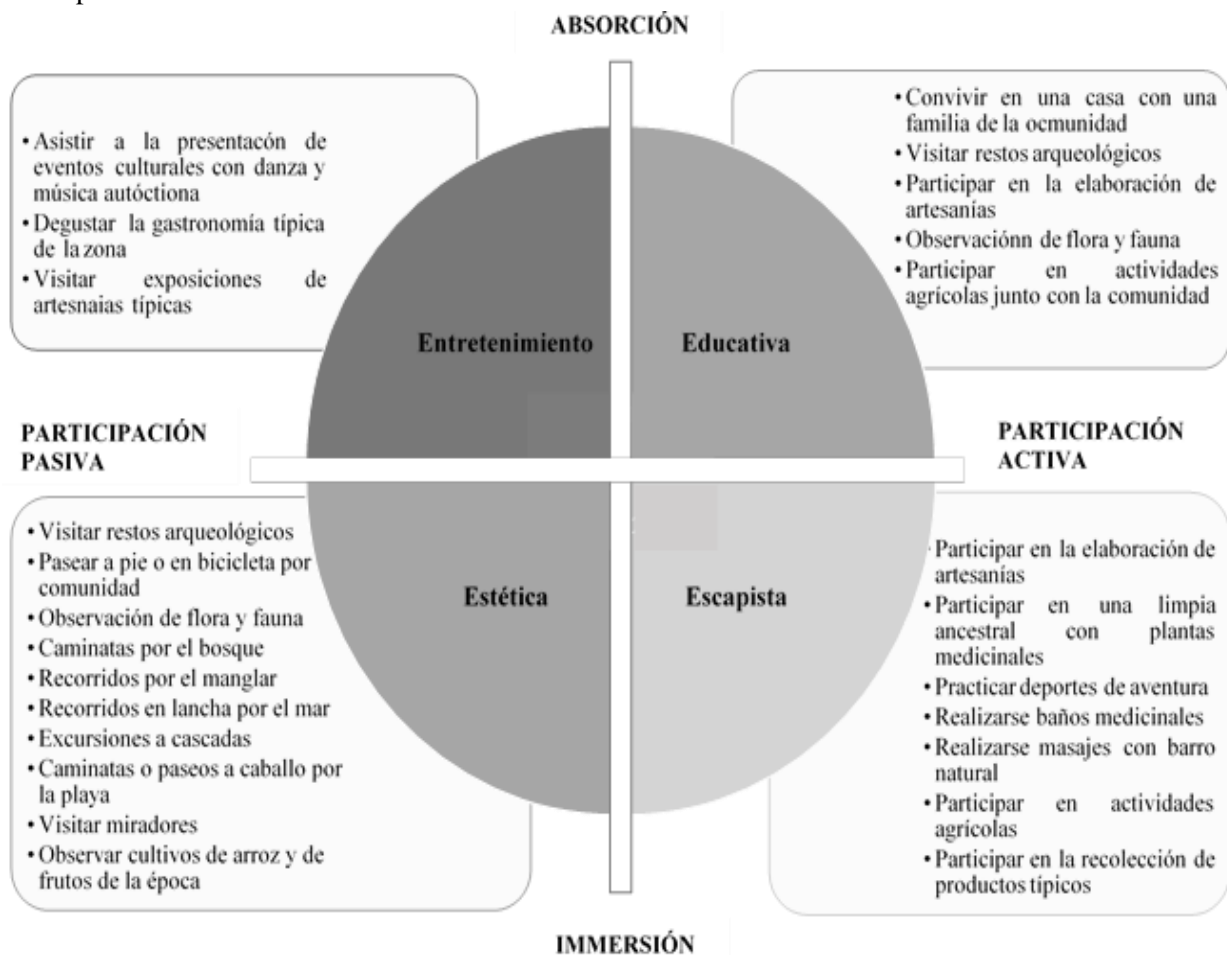 ABSORCIÓN
• Asistir a la presentacón de
eventos culturales con danza y
música autóctiona
• Degustar la gastronomía típica
de la zona
• Visitar exposiciones de
artesnaias típicas
• Convivir en una casa con una
familia de la ocmunidad
• Visitar restos arqueológicos
• Participar en la elaboración de
artesanías
• Observaciónn de flora y fauna
• Participar en actividades
agrícolas junto con la comunidad
Entretenimiento
Educativa
PARTICIPACIÓN
PASIVA
PARTICIPACIÓN
ACTIVA
• Visitar restos arqueológicos
• Pasear a pie o en bicicleta por
comunidad
• Observación de flora y fauna
• Caminatas por el bosque
• Recorridos por el manglar
• Recorridos en lancha por el mar
• Excursiones a cascadas
• Caminatas o paseos a caballo por
la playa
• Visitar miradores
• Observar cultivos de arroz y de
frutos de la época
Estética
Escapista
• Participar en la elaboración de
artesanías
• Participar en una limpia
ancestral con plantas
medicinales
• Practicar deportes de aventura
• Realizarse baños medicinales
• Realizarse masajes con barro
natural
• Participar en actividades
agrícolas
• Participar en la recolección de
productos típicos
IMMERSIÓN